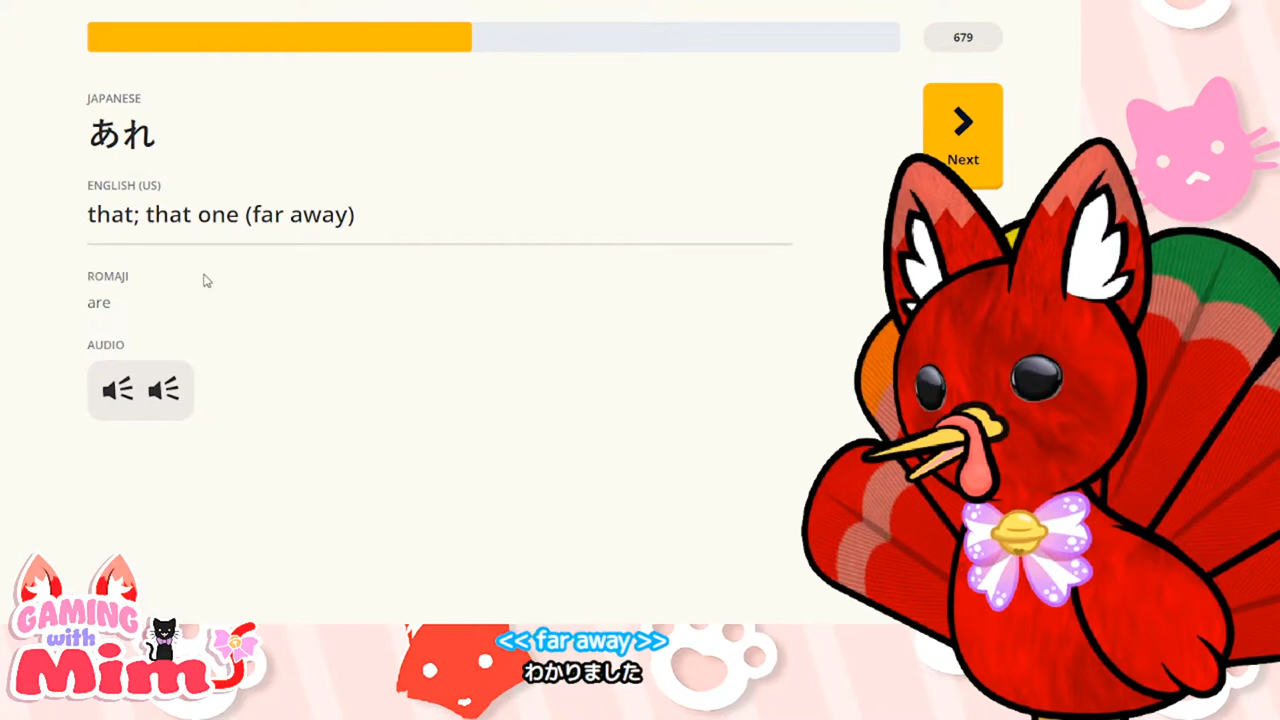 679
JAPANESE
あれ
Next
ENGLISH (US)
that; that one (far away)
ROMAJI
are
AUDIO
GAMING
with
Mim
<< far away >>
わかりました